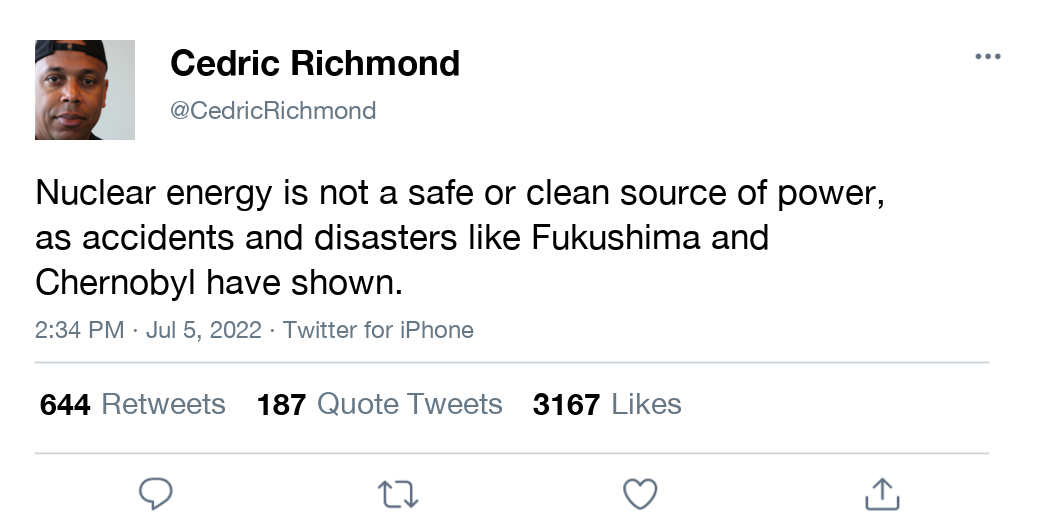 Cedric Richmond
@CedricRichmond
Nuclear energy is not a safe or clean source of power,
as accidents and disasters like Fukushima and
Chernobyl have shown.
2:34 PM · Jul 5, 2022 · Twitter for iPhone
644 Retweets 187 Quote Tweets 3167 Likes